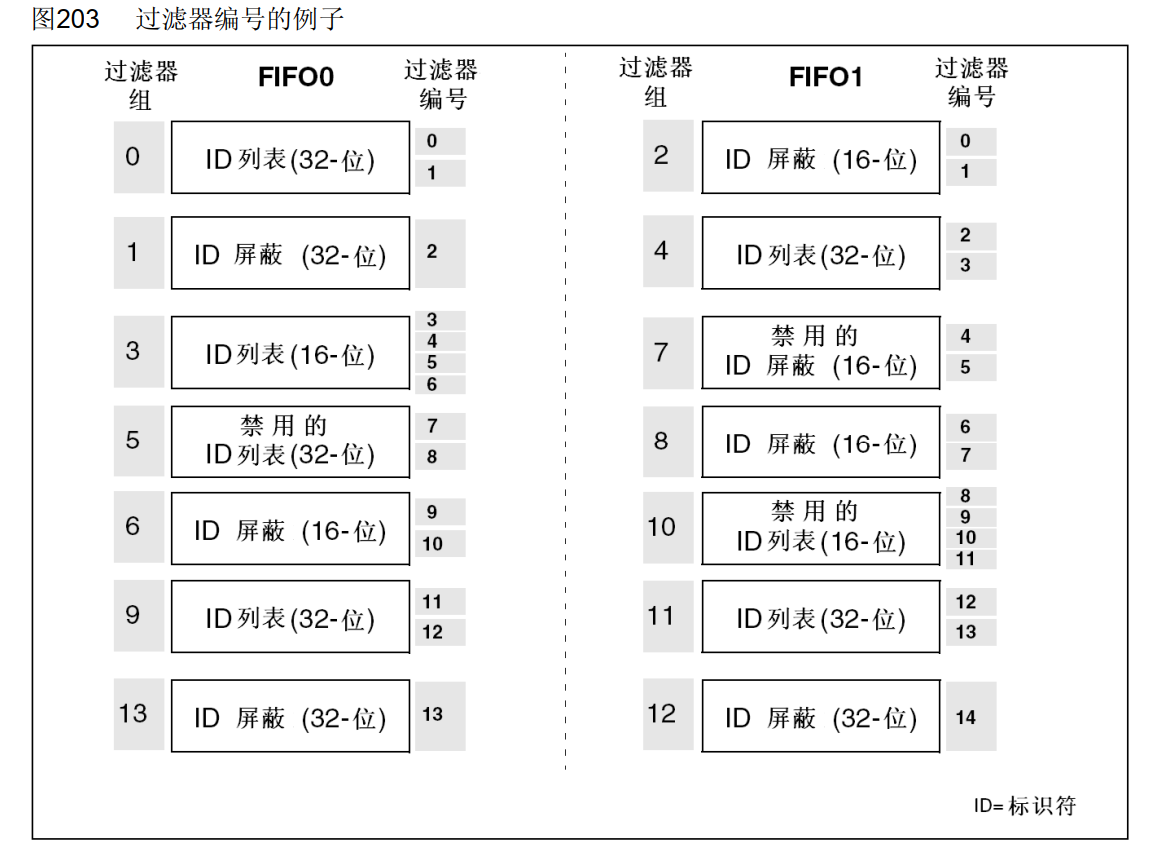 图203 过滤器编号的例子
过滤器
组
FIFO0
过滤器
编号
0
ID列表(32-位)
0
1
1
ID 屏蔽 (32-位)
2
3
ID列表(16-位)
3
4
5
6
5
禁用的
ID列表(32-位)
7
8
6
ID 屏蔽 (16-位)
9
10
9
ID列表(32-位)
11
12
13
ID 屏蔽 (32-位)
13
过滤器
组
FIFO1
过滤器
编号
2
ID 屏蔽 (16-位)
0
1
4
ID列表(32-位)
2
3
7
禁用的
ID 屏蔽 (16-位)
4
5
8
ID 屏蔽 (16-位)
6
7
10
禁用的
ID列表(16-位)
8
9
10
11
11
ID列表(32-位)
12
13
12
ID 屏蔽 (32-位)
14
ID=标识符